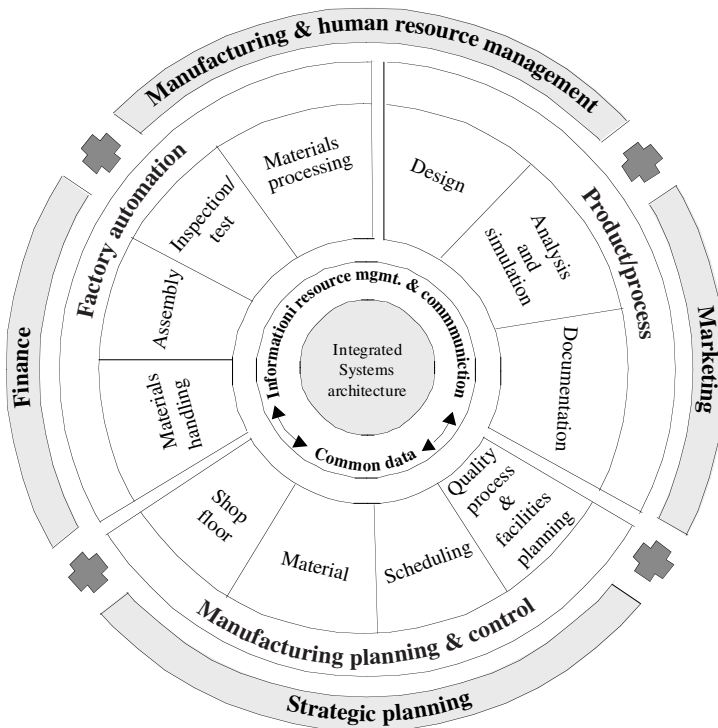 Manufacturing & human resource management
Factory automation
Product/process
Finance
Marketing
Materials
processing
Design
Inspection/
test
Analysis
and
simulation
Assembly
Documentation
Materials
handling
Informationi resource mgmt. & commmuniction
Integrated
Systems
architecture
Common data
Shop
floor
Material
Scheduling
Quality
process
&
facilities
planning
Manufacturing planning & control
Strategic planning